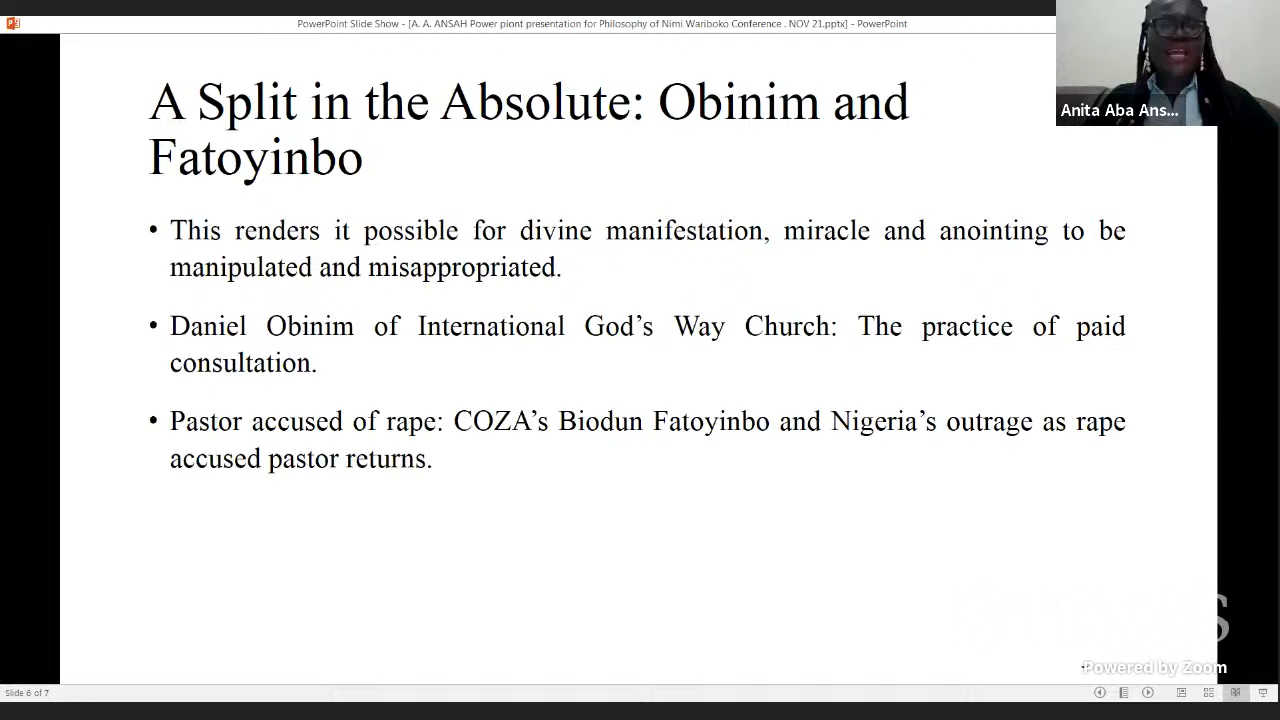 PowerPoint Slide Show - [A. A. ANSAH Power piont presentation for Philosophy of Nimi Wariboko Conference . NOV 21.pptx] - PowerPoint
Anita Aba Ans...
A Split in the Absolute: Obinim and
Fatoyinbo
• This renders it possible for divine manifestation, miracle and anointing to be
manipulated and misappropriated.
• Daniel Obinim of International God’s Way Church: The practice of paid
consultation.
• Pastor accused of rape: COZA’s Biodun Fatoyinbo and Nigeria’s outrage as rape
accused pastor returns.
Powered by Zoom
Slide 6 of 7